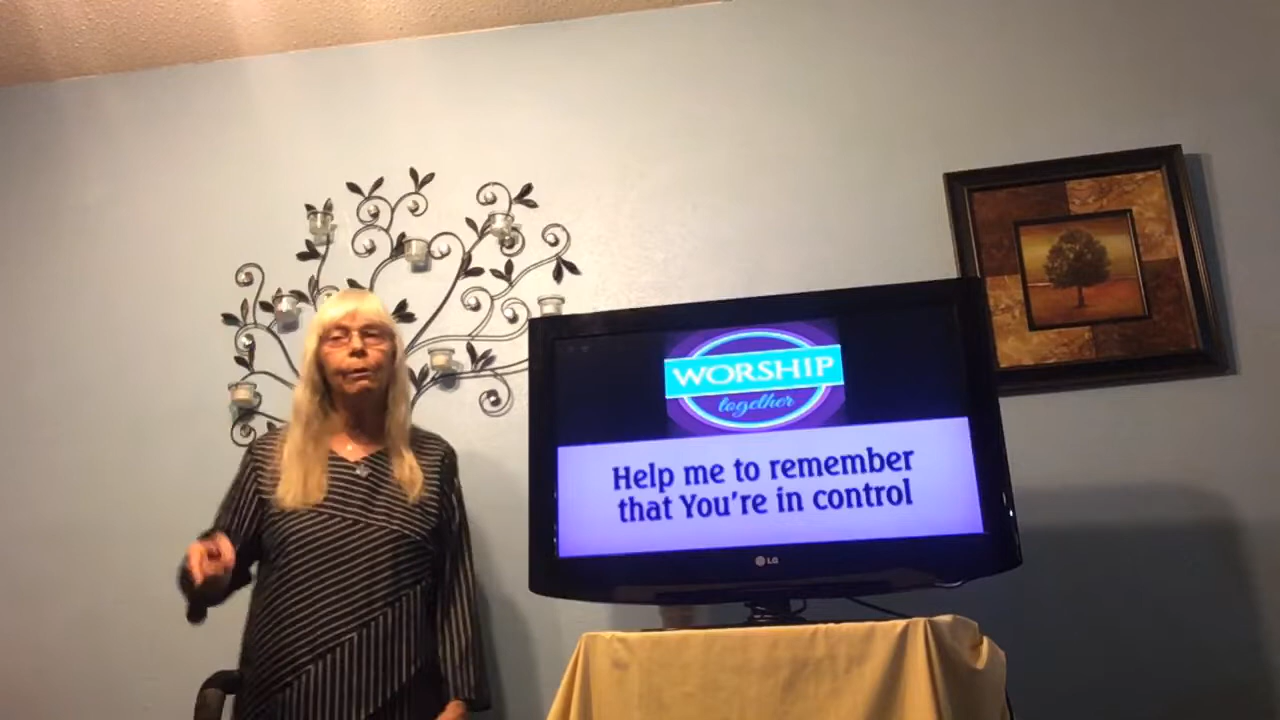 WORSHIP
together
Help me to remember
that You're in control
LG